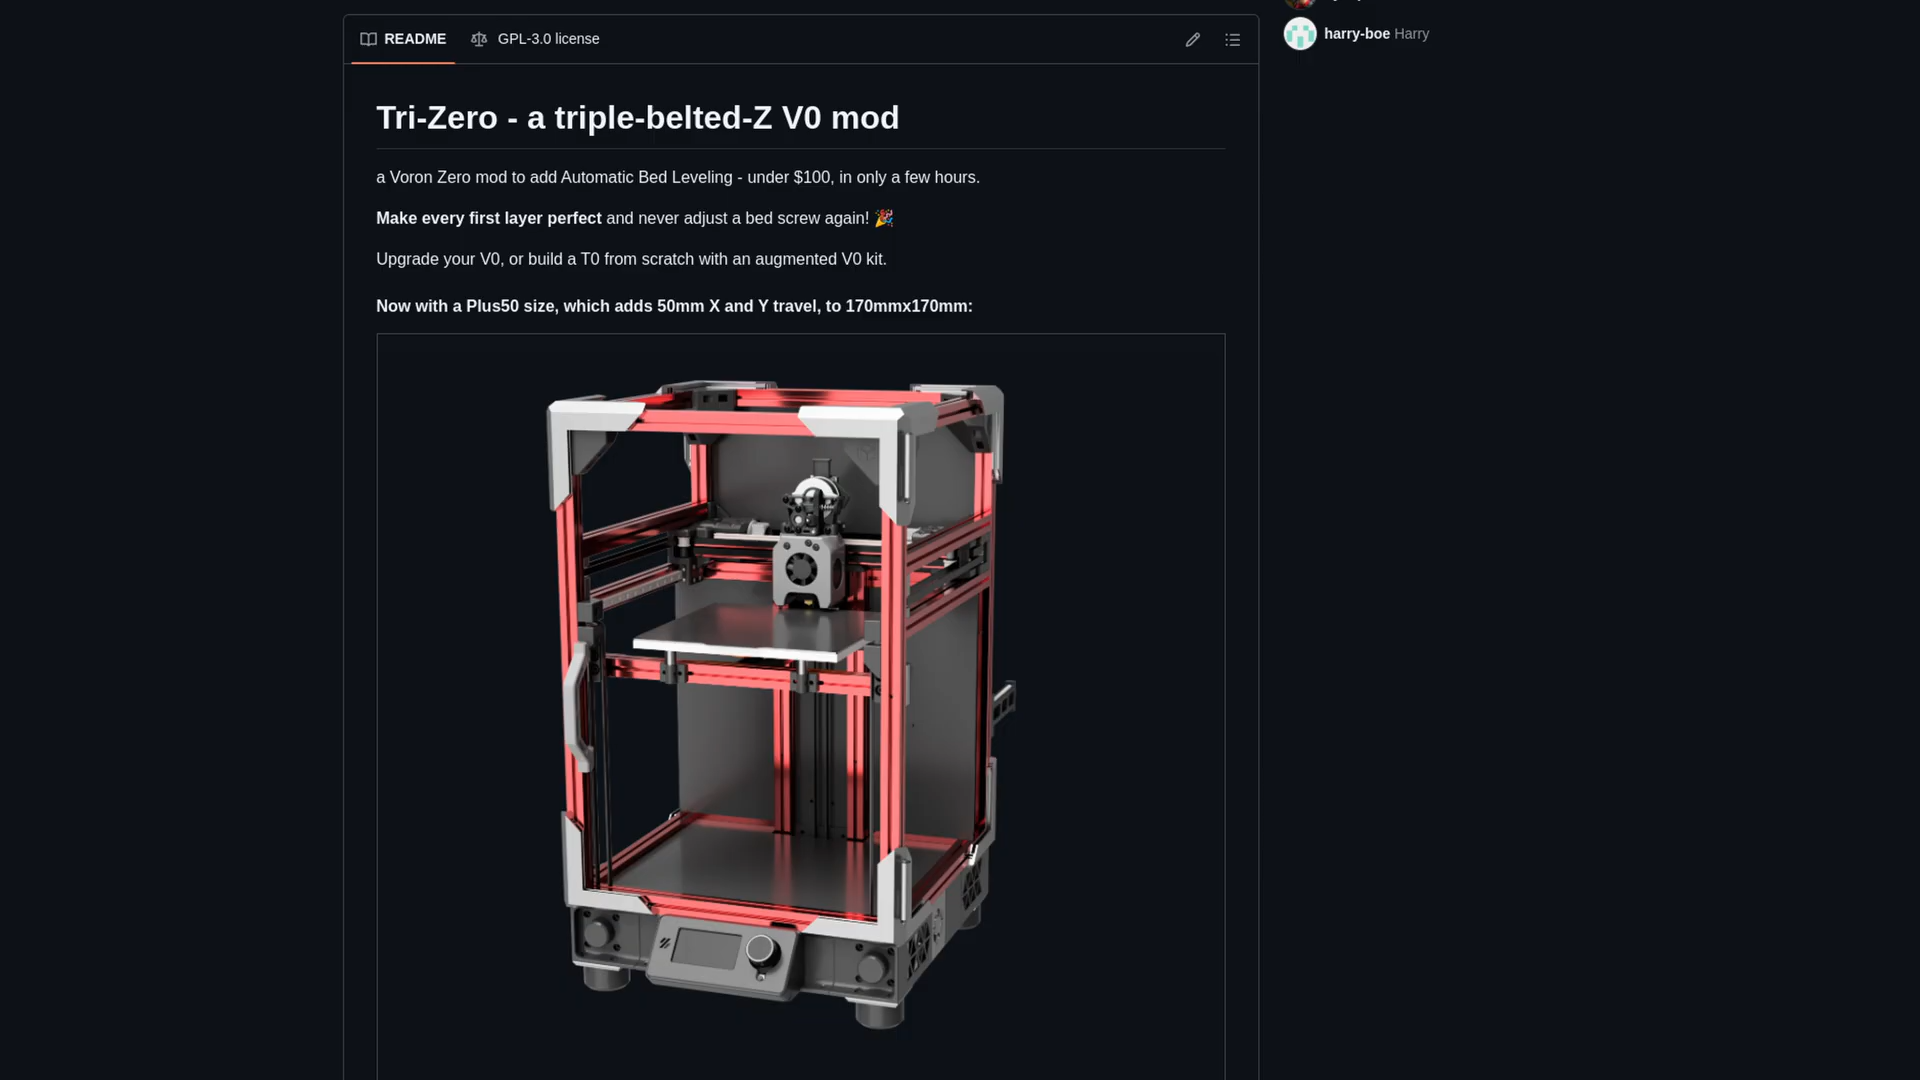 harry-boe Harry
README
GPL-3.0 license
Tri-Zero - a triple-belted-Z V0 mod
a Voron Zero mod to add Automatic Bed Leveling - under $100, in only a few hours.
Make every first layer perfect and never adjust a bed screw again! 🎉
Upgrade your V0, or build a T0 from scratch with an augmented V0 kit.
Now with a Plus50 size, which adds 50mm X and Y travel, to 170mmx170mm: